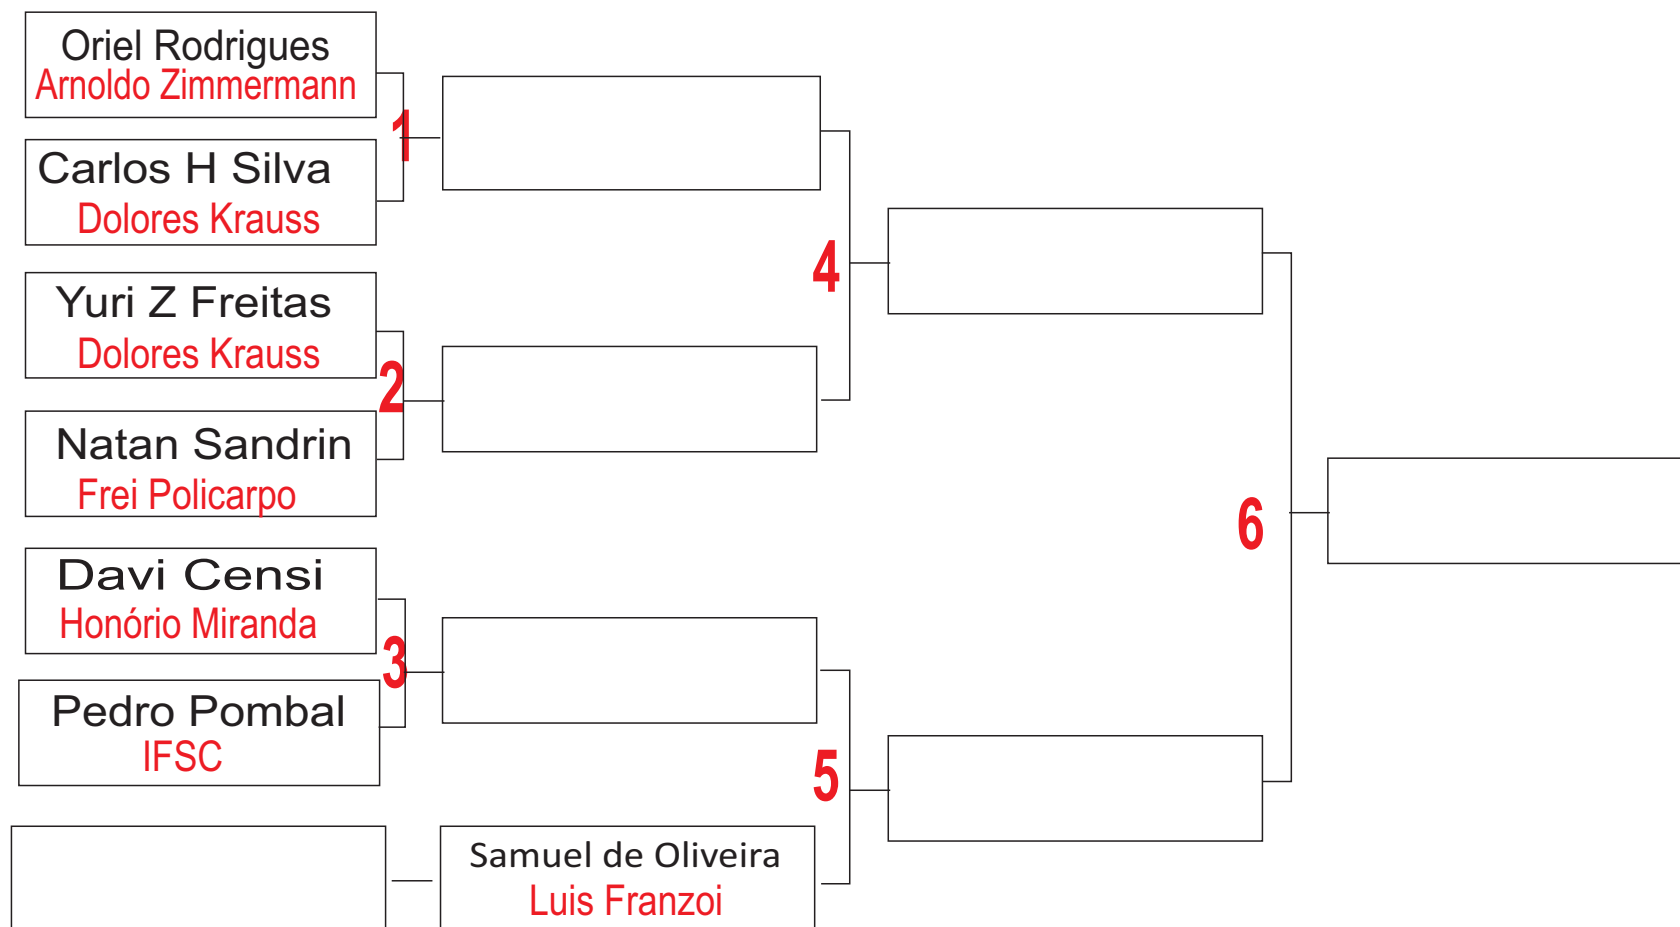 Oriel Rodrigues
Arnoldo Zimmermann
1
Carlos H Silva
Dolores Krauss
4
Yuri Z Freitas
Dolores Krauss
2
Natan Sandrin
Frei Policarpo
6
Davi Censi
Honório Miranda
3
Pedro Pombal
IFSC
5
Samuel de Oliveira
Luis Franzoi